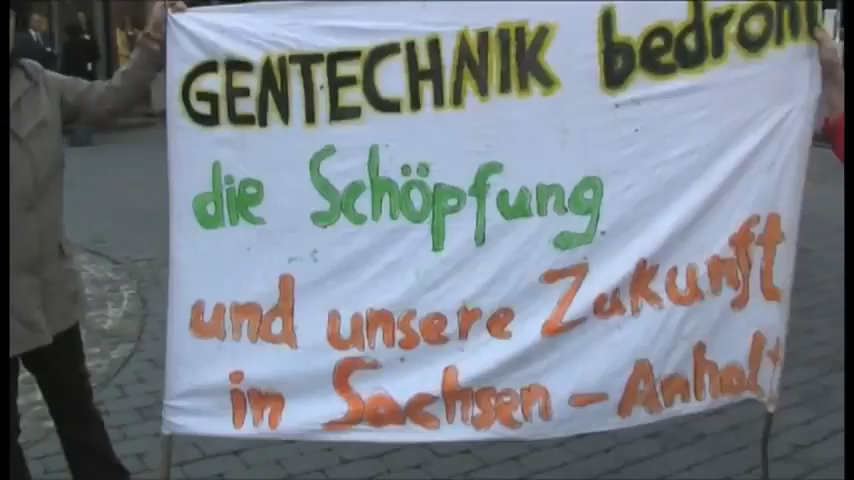 GENTECHNIK bedroht
die Schöpfung
und unsere Zukunft
in Sachsen - Anhalt